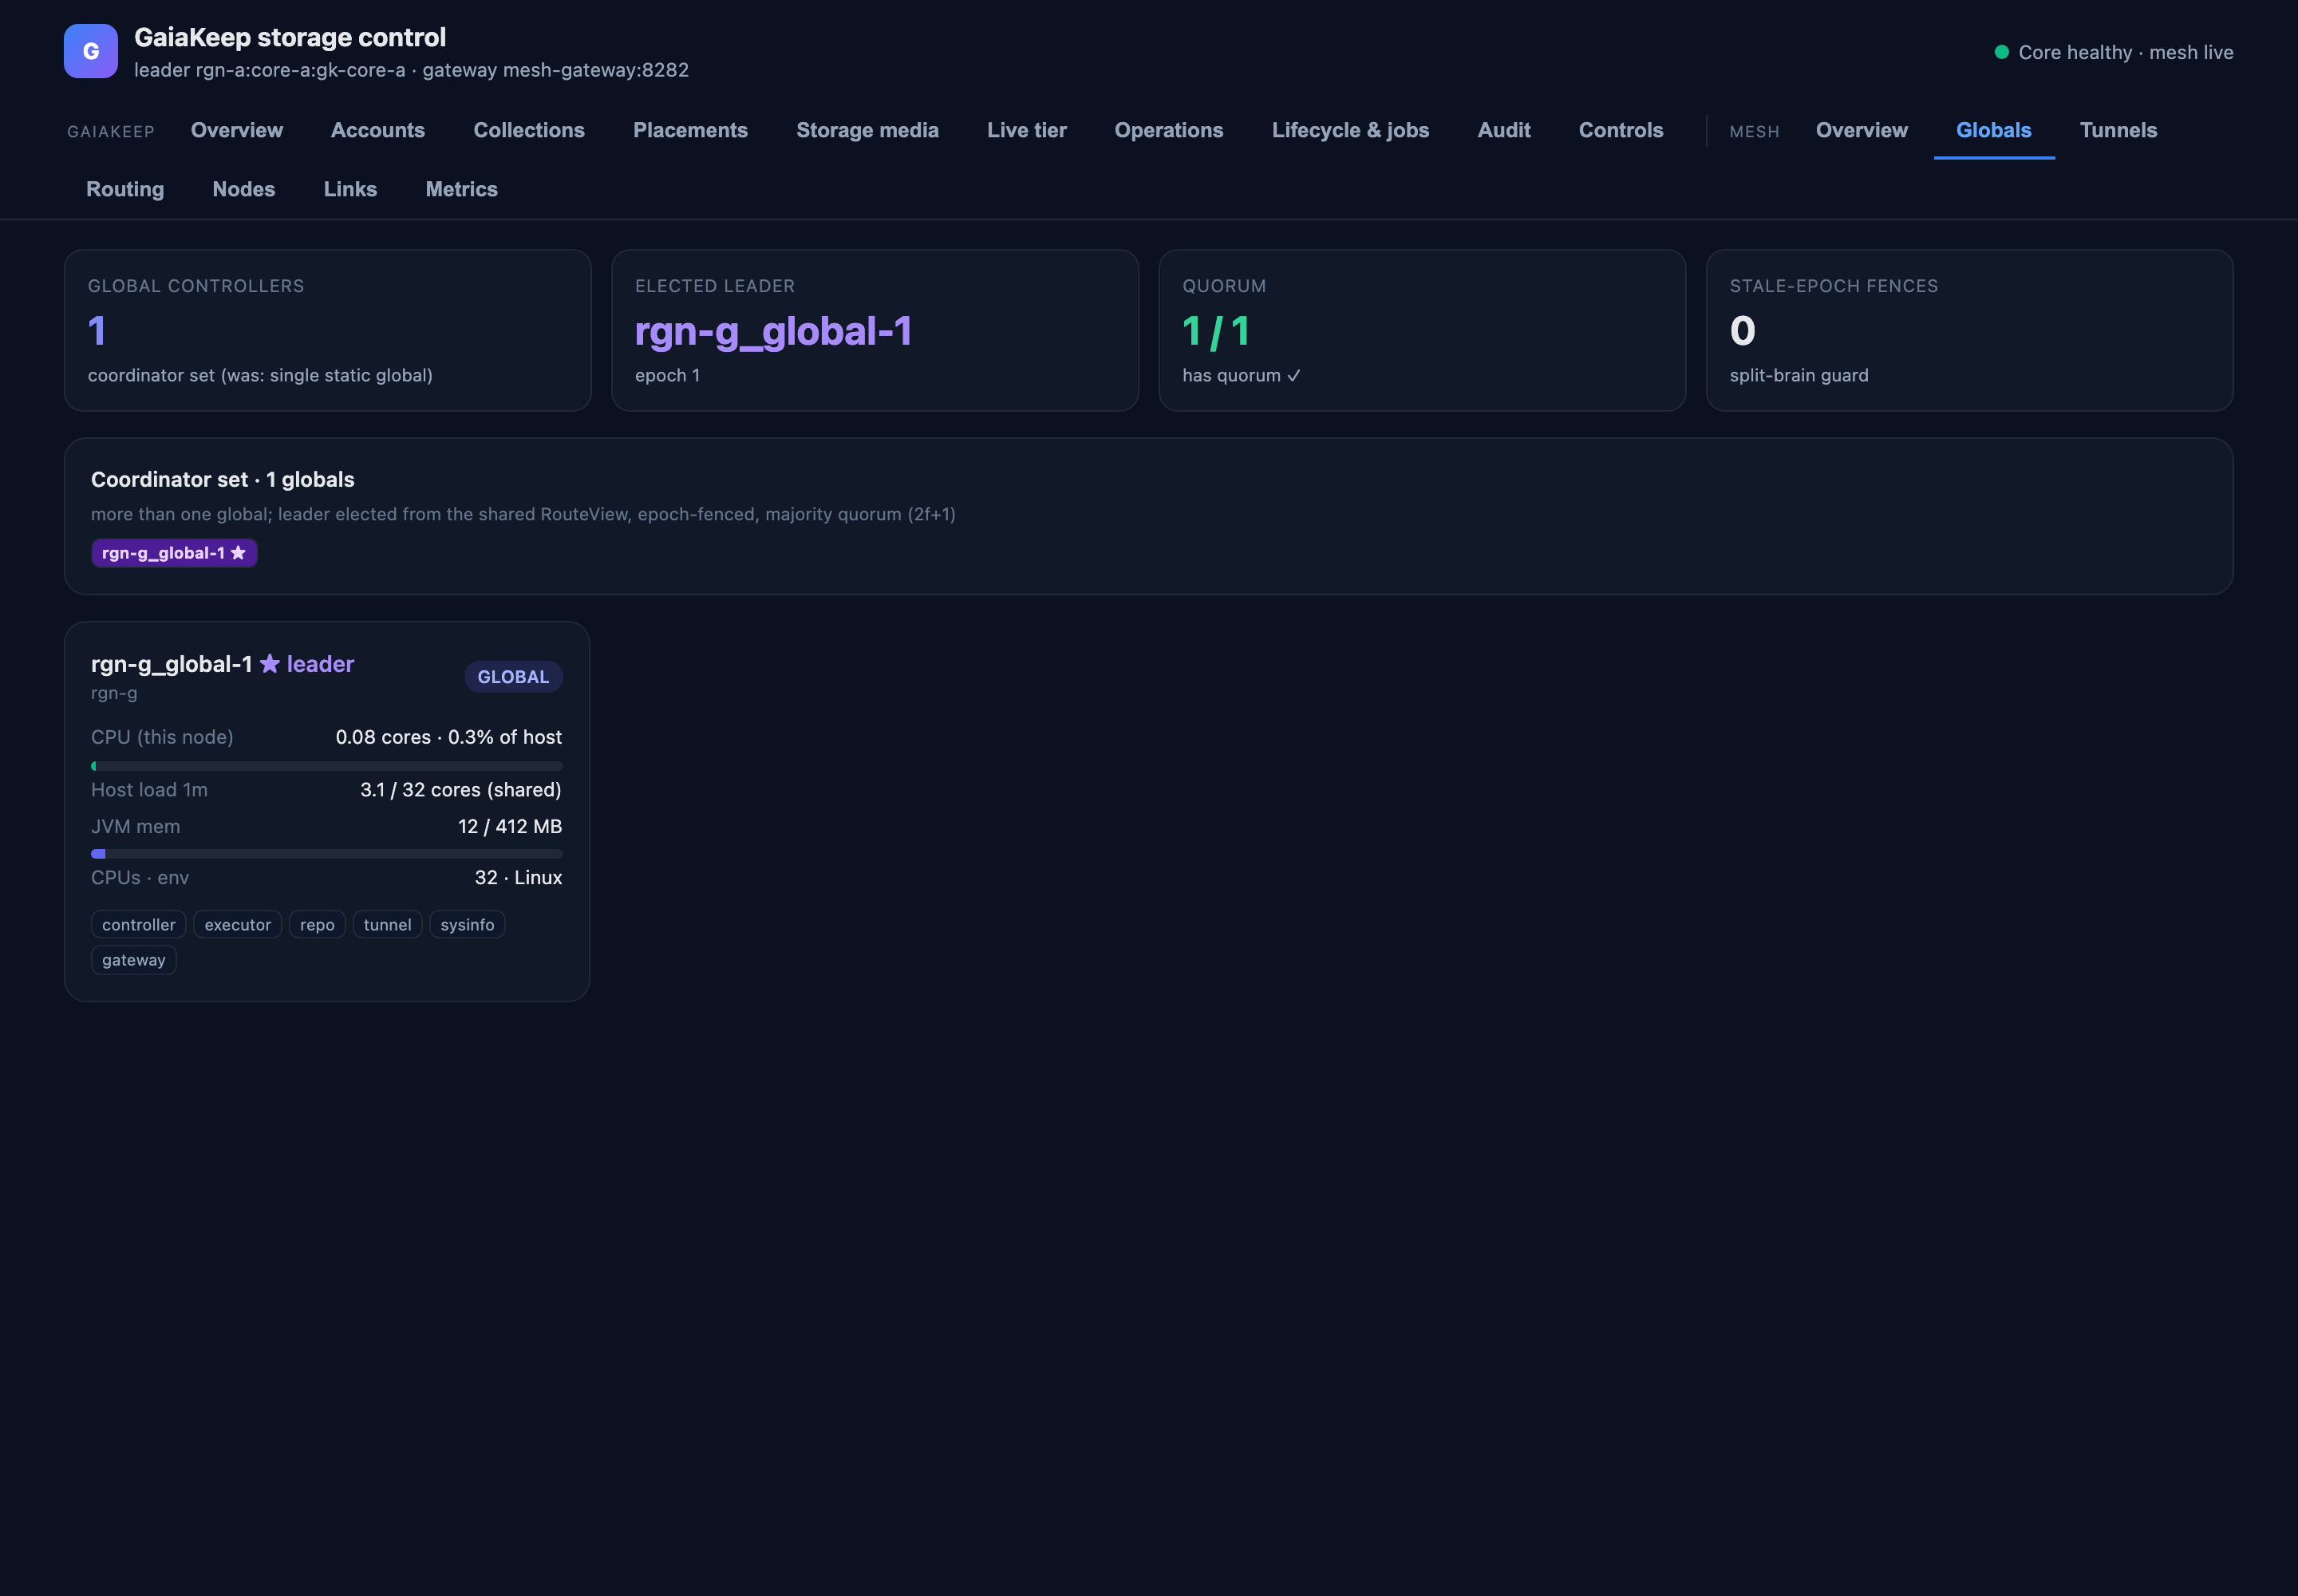 G
GaiaKeep storage control
leader rgn-a:core-a:gk-core-a · gateway mesh-gateway:8282
Core healthy · mesh live
GAIAKEEP Overview Accounts Collections Placements Storage media Live tier Operations Lifecycle & jobs Audit Controls MESH Overview Globals Tunnels
Routing Nodes Links Metrics
GLOBAL CONTROLLERS
1
coordinator set (was: single static global)
ELECTED LEADER
rgn-g_global-1
epoch 1
QUORUM
1 / 1
has quorum ✓
STALE-EPOCH FENCES
0
split-brain guard
Coordinator set · 1 globals
more than one global; leader elected from the shared RouteView, epoch-fenced, majority quorum (2f+1)
rgn-g_global-1 ★
rgn-g_global-1 ★ leader
rgn-g
GLOBAL
CPU (this node) 0.08 cores · 0.3% of host
Host load 1m 3.1 / 32 cores (shared)
JVM mem 12 / 412 MB
CPUs · env 32 · Linux
controller executor repo tunnel sysinfo
gateway